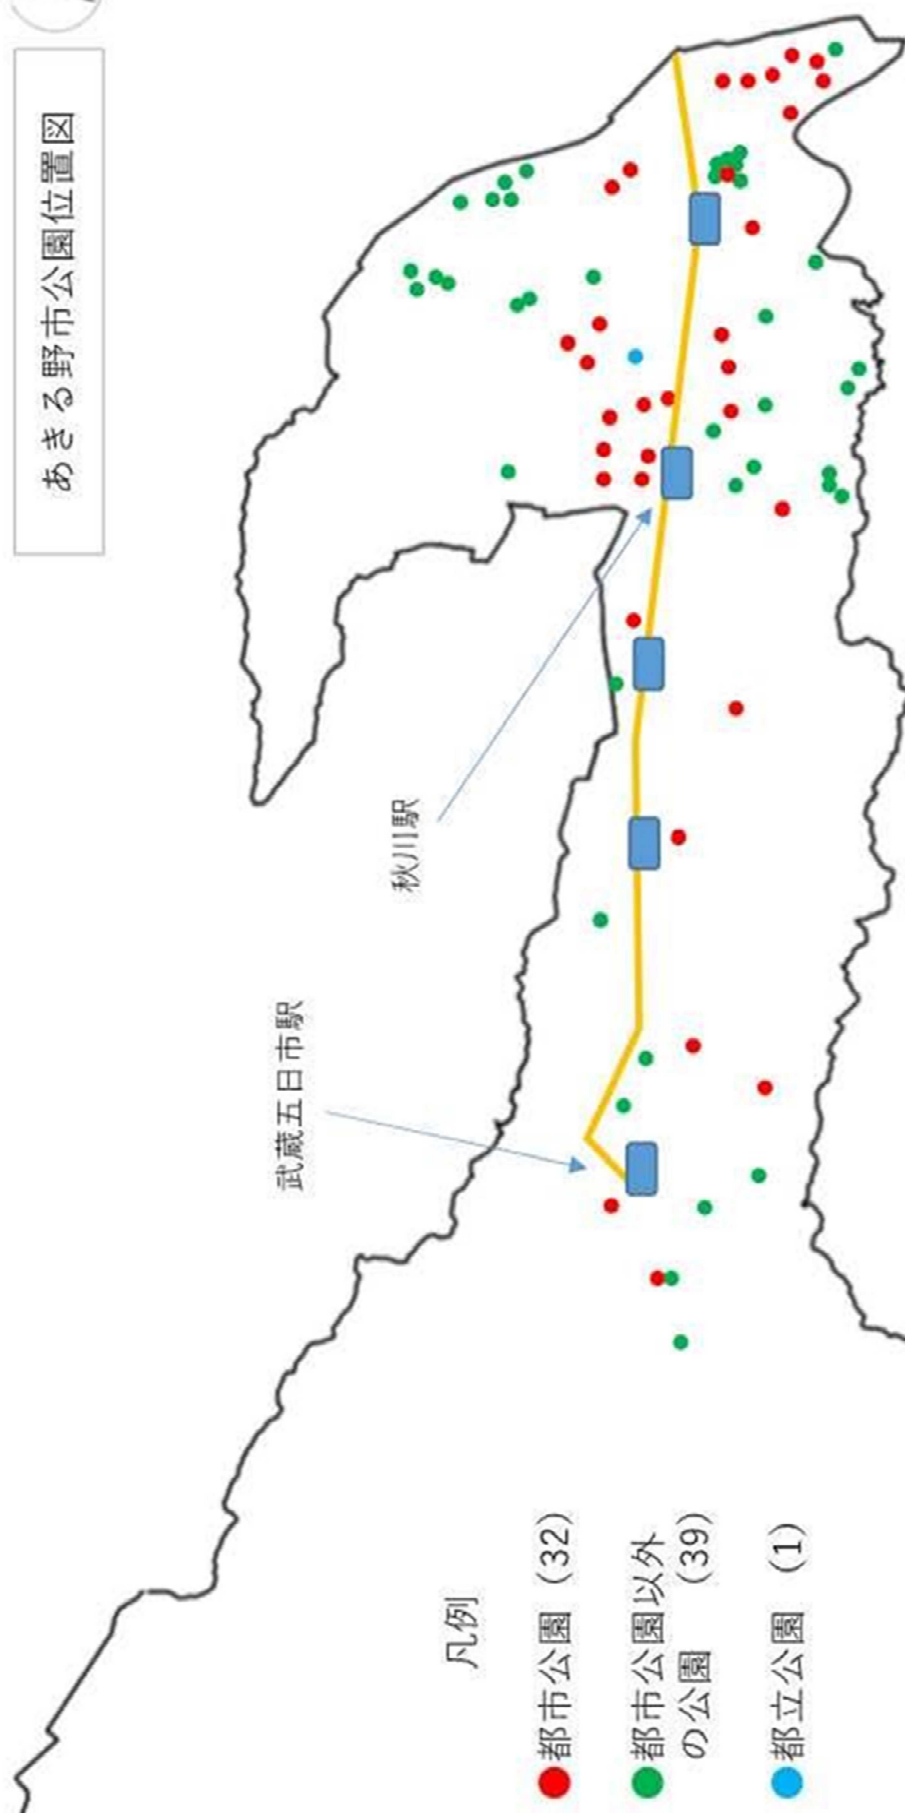 あきる野市公園位置図
秋川駅
武蔵五日市駅
凡例
都市公園（32）
都市公園以外
の公園　（39）
都立公園　（1）